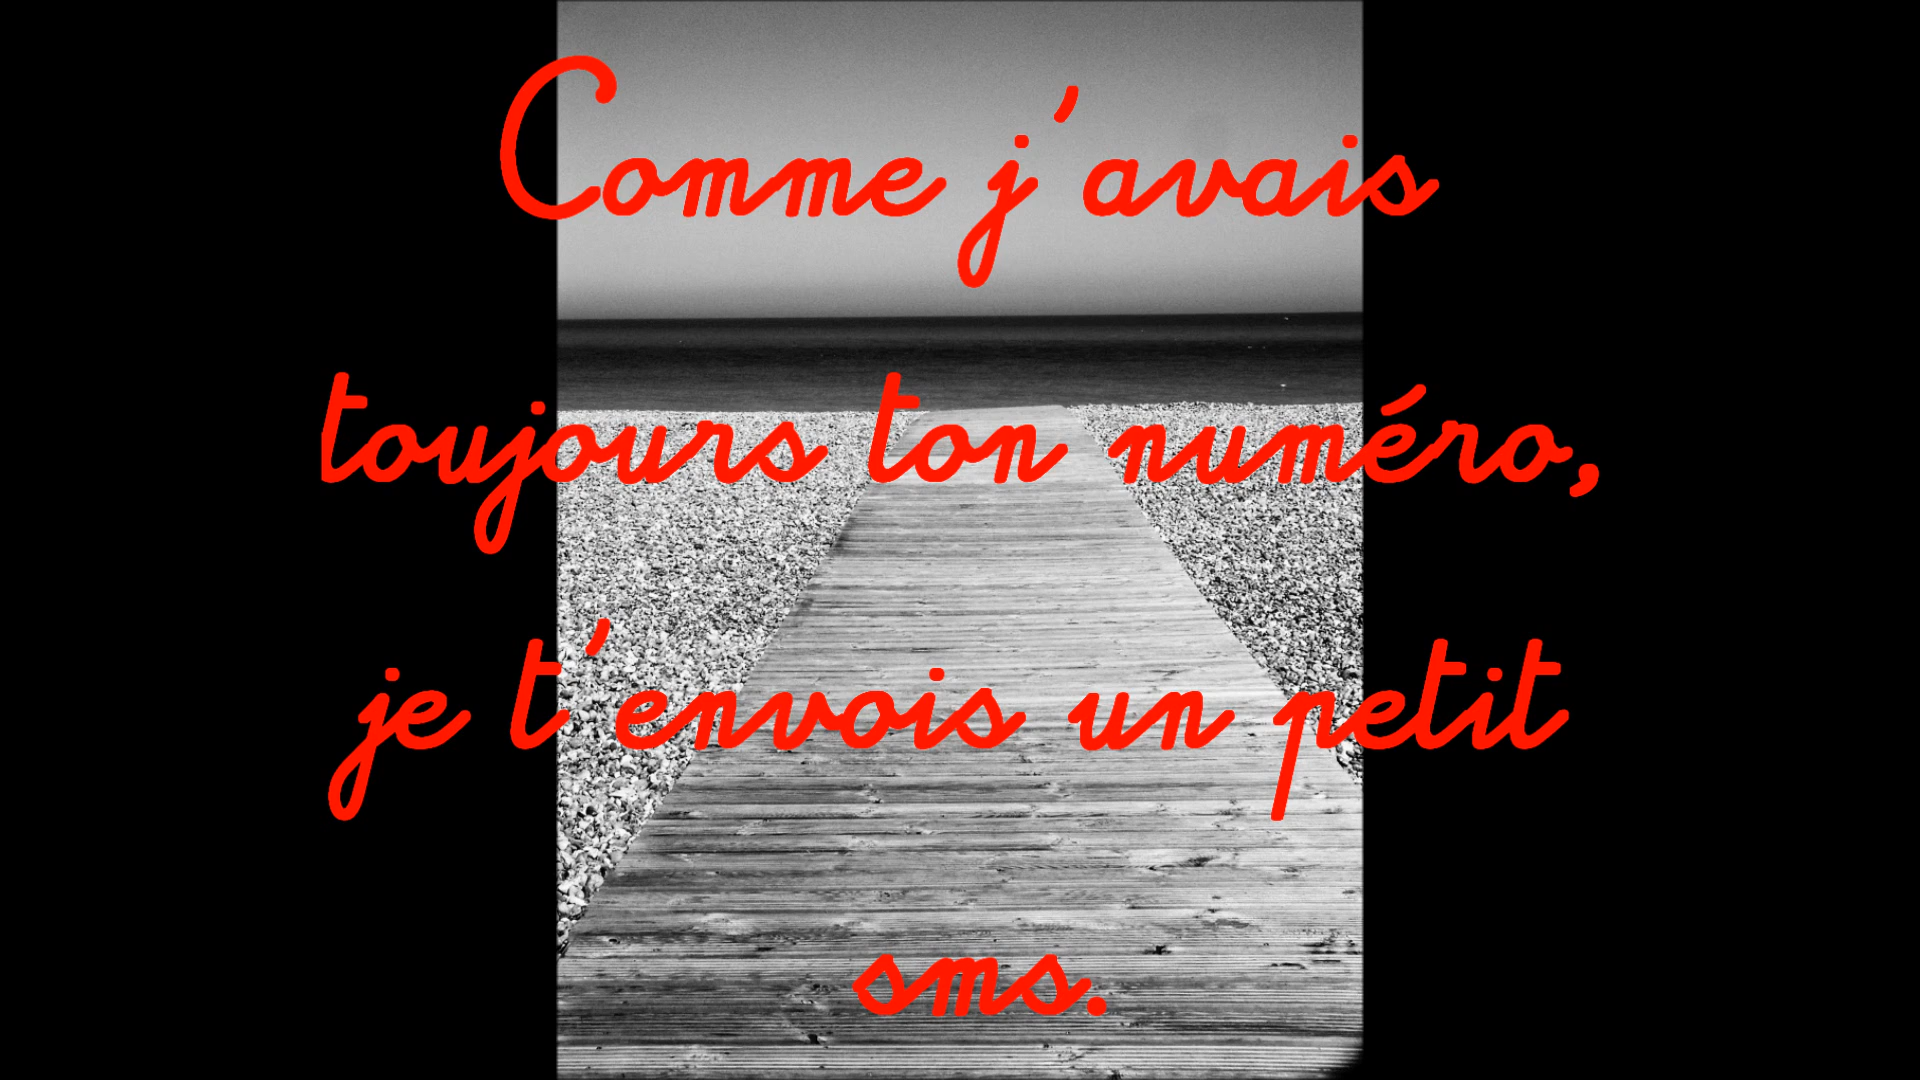 Comme j'avais
toujours ton numéro,
je t'envois un petit
sms.